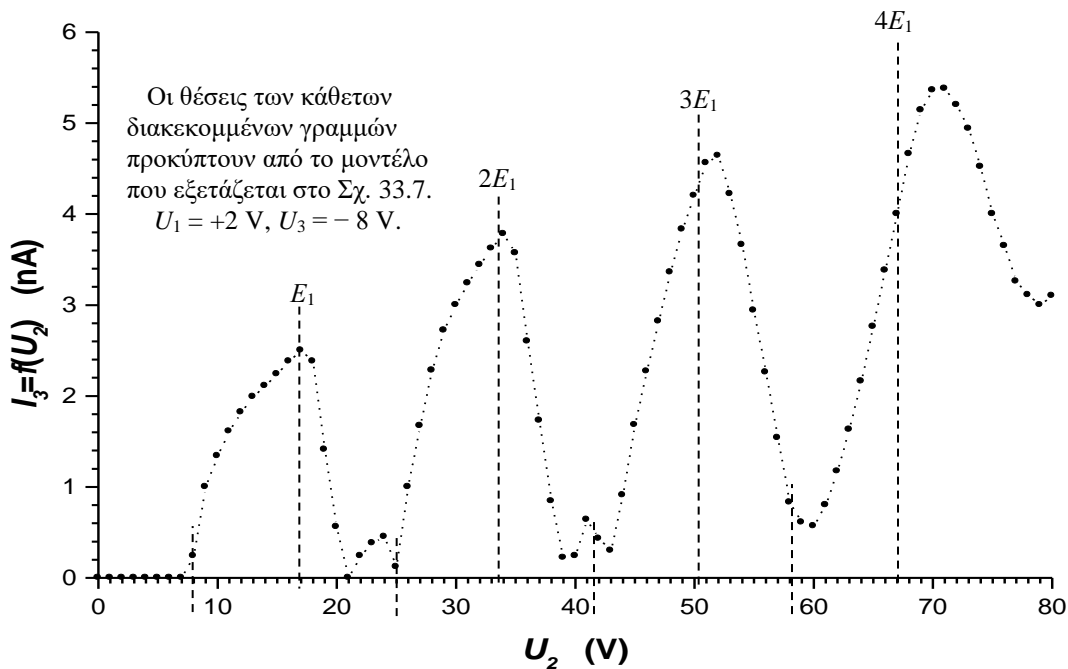 4E₁
6
Οι θέσεις των κάθετων
διακεκομμένων γραμμών
προκύπτουν από το μοντέλο
που εξετάζεται στο Σχ. 33.7.
U₁ = +2 V, U₃ = − 8 V.
3E₁
5
2E₁
4
E₁
3
2
1
0
I₃=f(U₂) (nA)
0 10 20 30 40 50 60 70 80
U₂ (V)